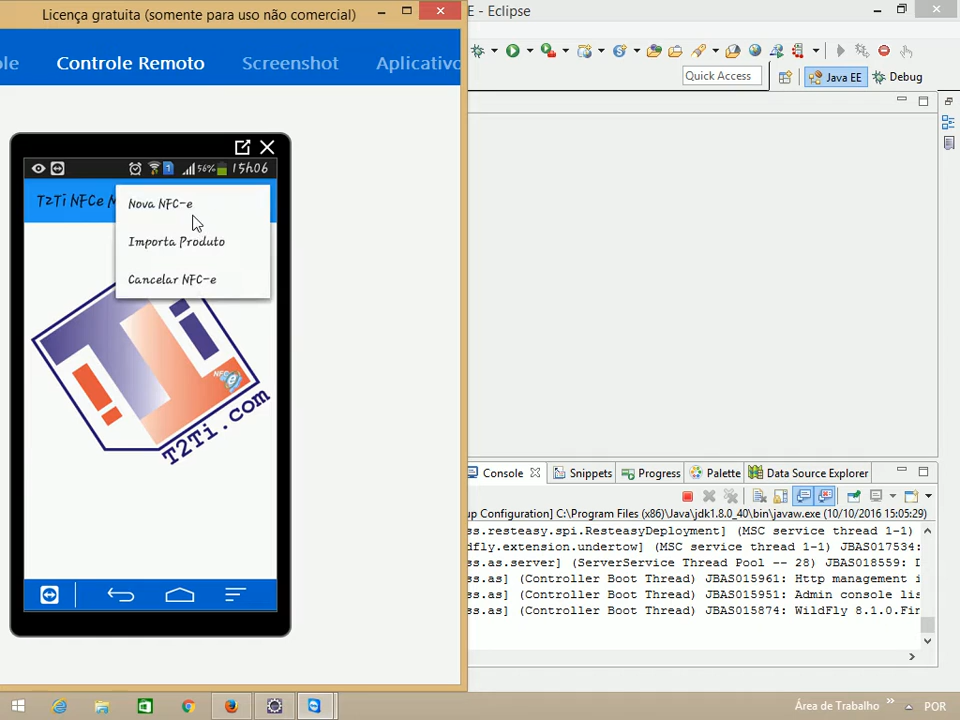 Licença gratuita (somente para uso não comercial)
E - Eclipse
Controle Remoto
Screenshot
Aplicativo
Quick Access
Java EE
Debug
56%
15h06
T2Ti NFCe M
Nova NFC-e
Importa Produto
Cancelar NFC-e
NFC
T2Ti.com
Console
Snippets
Progress
Palette
Data Source Explorer
up Configuration] C:\Program Files (x86)\Java\jdk1.8.0_40\bin\javaw.exe (10/10/2016 15:05:29)
ss.resteasy.spi.ResteasyDeployment] (MSC service thread 1-1)
dfly.extension.undertow] (MSC service thread 1-1) JBAS017534:
ss.as.server] (ServerService Thread Pool -- 28) JBAS018559: D
ss.as] (Controller Boot Thread) JBAS015961: Http management i
ss.as] (Controller Boot Thread) JBAS015951: Admin console lis
ss.as] (Controller Boot Thread) JBAS015874: WildFly 8.1.0.Fin
Área de Trabalho
POR